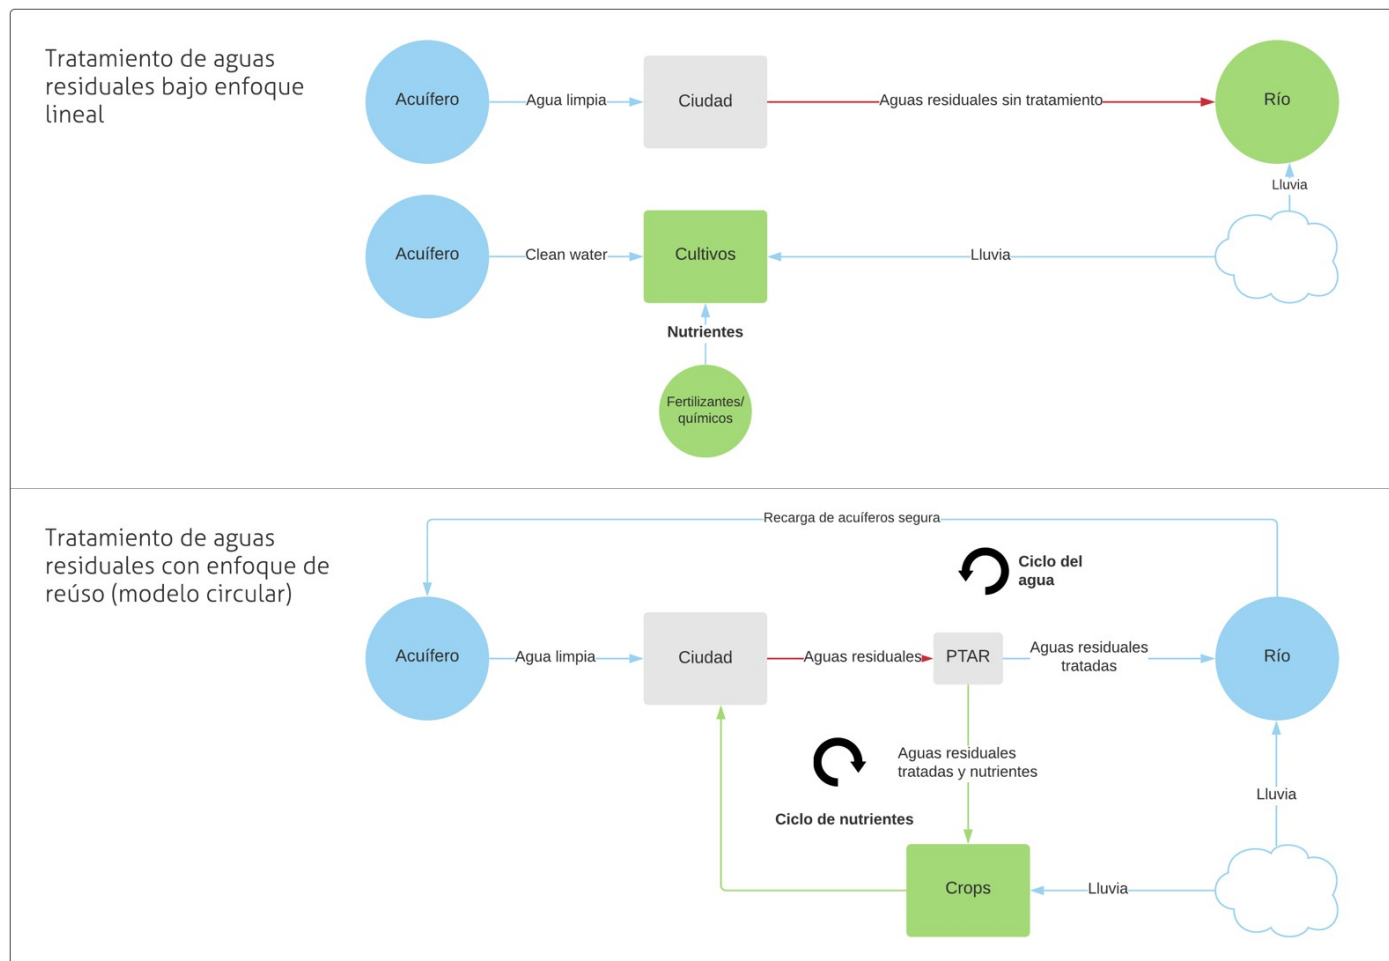 Tratamiento de aguas
residuales bajo enfoque
lineal
Acuífero
Agua limpia
Ciudad
Aguas residuales sin tratamiento
Río
Lluvia
Acuífero
Clean water
Cultivos
Lluvia
Nutrientes
Fertilizantes/
químicos
Tratamiento de aguas
residuales con enfoque de
reúso (modelo circular)
Recarga de acuíferos segura
Ciclo del
agua
Acuífero
Agua limpia
Ciudad
Aguas residuales
PTAR
Aguas residuales
tratadas
Río
Aguas residuales
tratadas y nutrientes
Ciclo de nutrientes
Lluvia
Crops
Lluvia